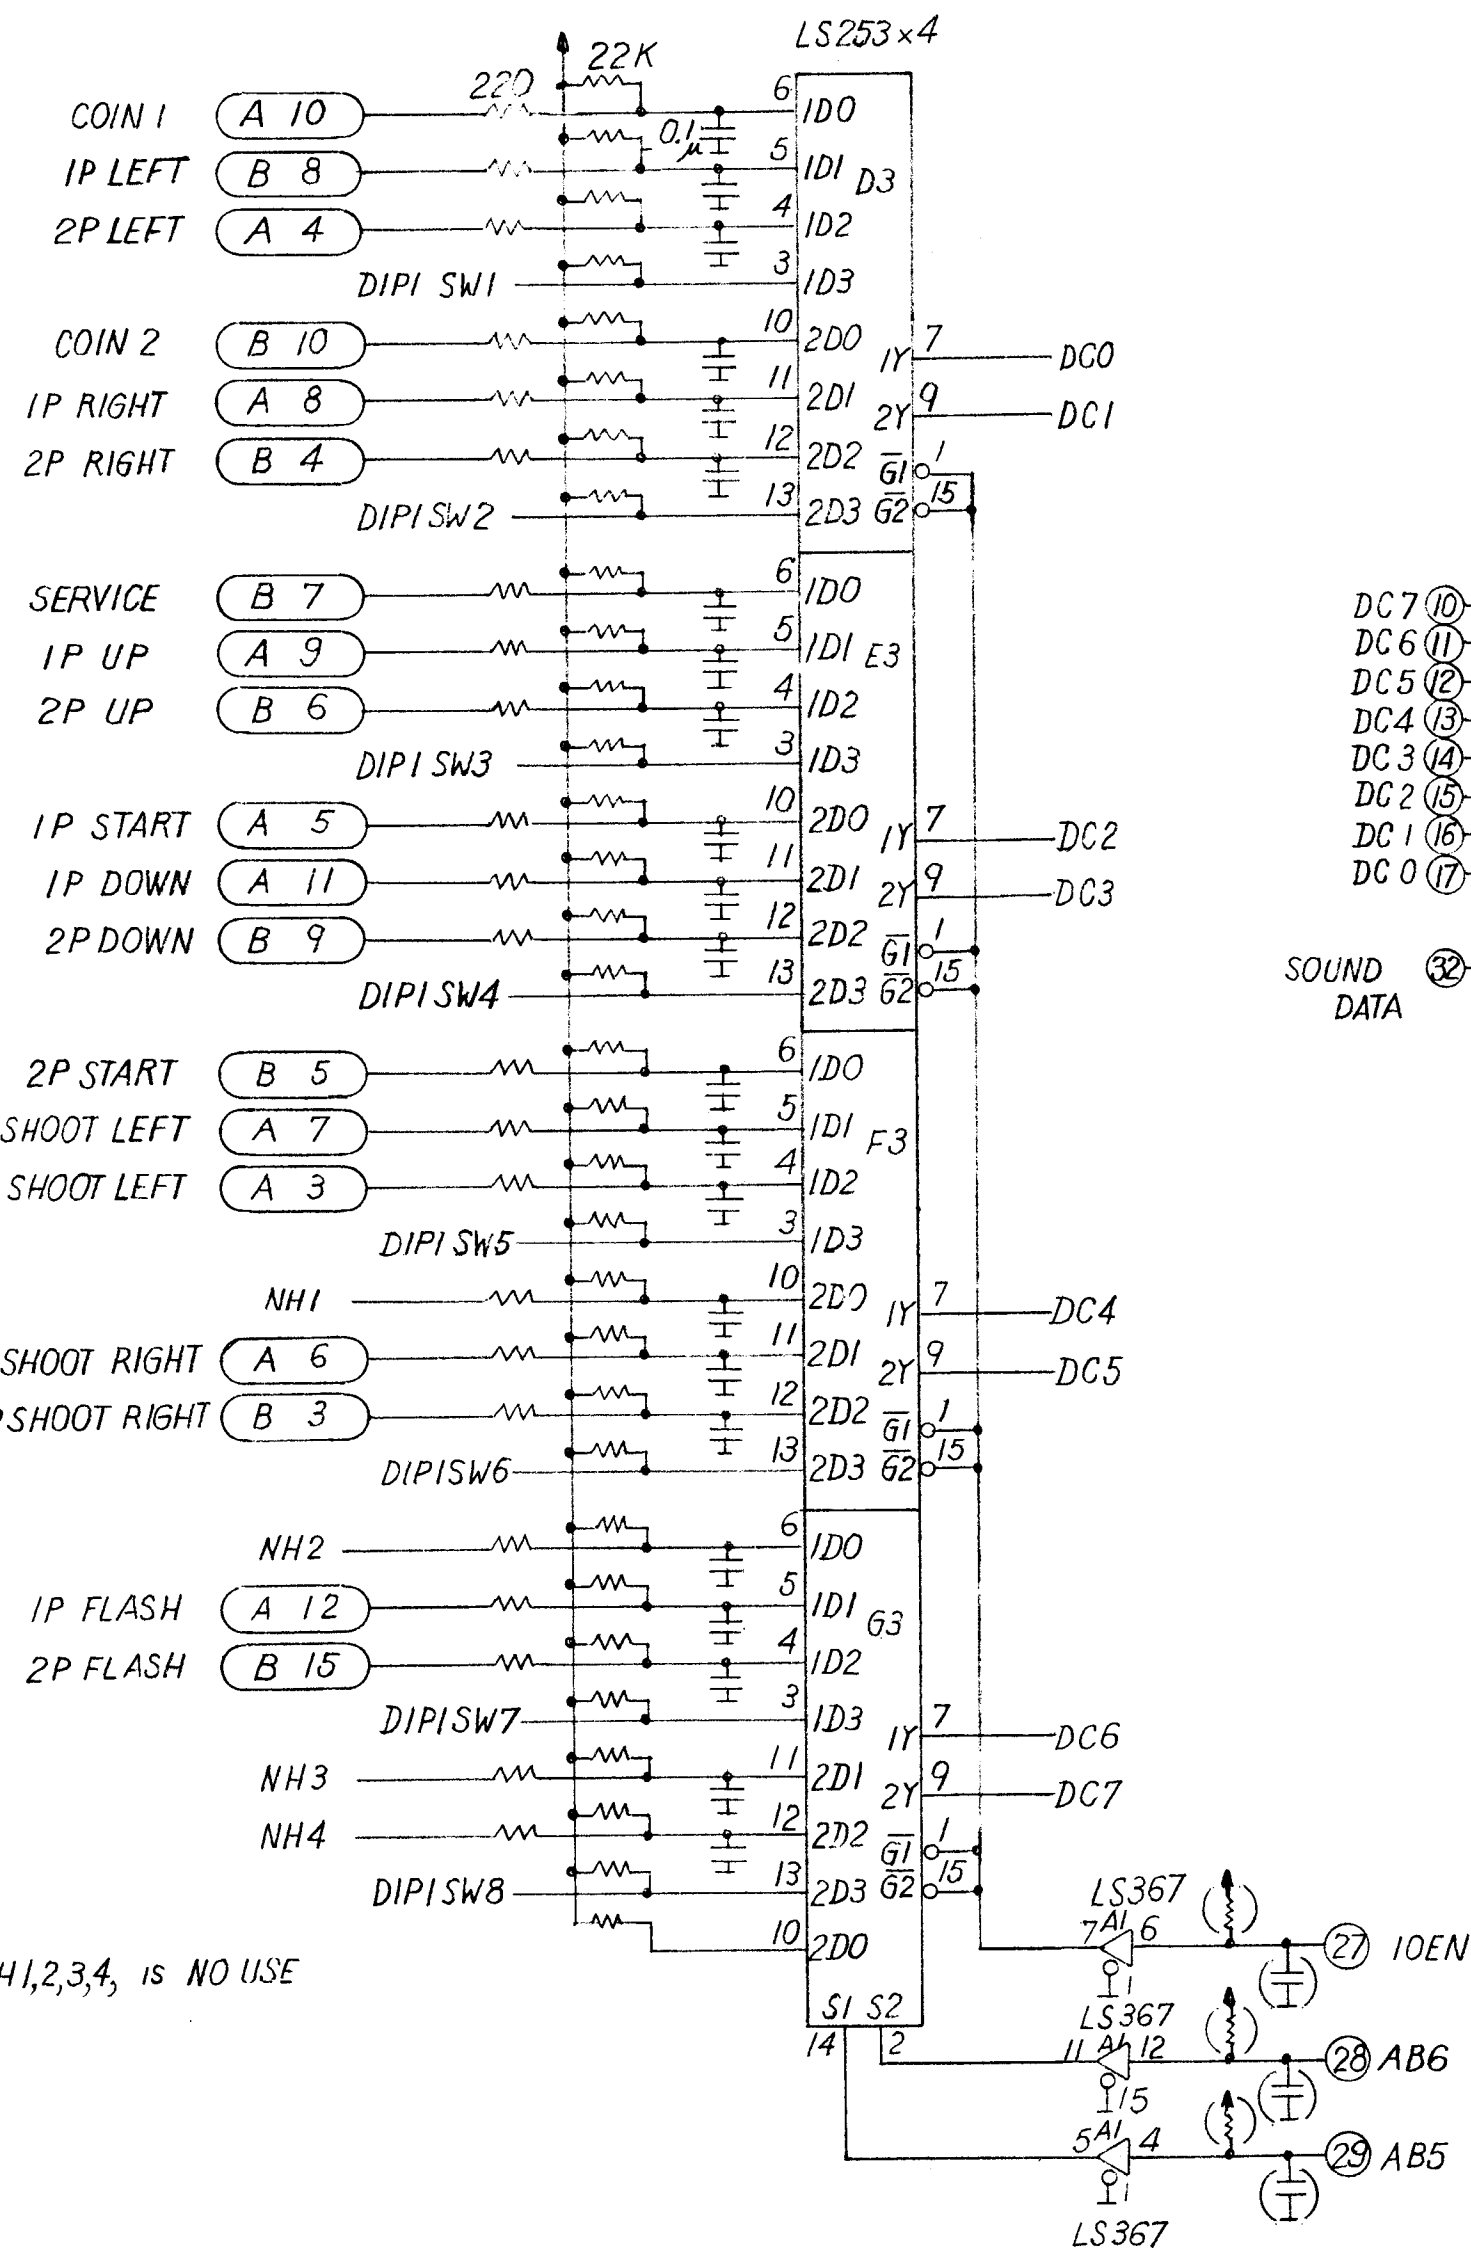 LS253×4
22K
220
COIN 1 A 10 6 1D0
0.1
μ
1P LEFT B 8 5 1D1 D3
2P LEFT A 4 4 1D2
DIP1 SW1 3 1D3
COIN 2 B 10 10 2D0 1Y 7 DC0
1P RIGHT A 8 11 2D1 2Y 9 DC1
2P RIGHT B 4 12 2D2 G1 1
DIP1 SW2 13 2D3 G2 15
SERVICE B 7 6 1D0
1P UP A 9 5 1D1 E3
2P UP B 6 4 1D2
DIP1 SW3 3 1D3
1P START A 5 10 2D0 1Y 7 DC2
1P DOWN A 11 11 2D1 2Y 9 DC3
2P DOWN B 9 12 2D2 G1 1
DIP1 SW4 13 2D3 G2 15
DC7 10
DC6 11
DC5 12
DC4 13
DC3 14
DC2 15
DC1 16
DC0 17
SOUND 32
DATA
2P START B 5 6 1D0
SHOOT LEFT A 7 5 1D1 F3
SHOOT LEFT A 3 4 1D2
DIP1 SW5 3 1D3
NH1 10 2D0 1Y 7 DC4
SHOOT RIGHT A 6 11 2D1 2Y 9 DC5
P SHOOT RIGHT B 3 12 2D2 G1 1
DIP1 SW6 13 2D3 G2 15
NH2 6 1D0
1P FLASH A 12 5 1D1 G3
2P FLASH B 15 4 1D2
DIP1 SW7 3 1D3 1Y 7 DC6
NH3 11 2D1 2Y 9 DC7
NH4 12 2D2 G1 1
DIP1 SW8 13 2D3 G2 15
10 2D0
H1,2,3,4, is NO USE
S1 S2
14 2
LS367
7 A1 6 27 IOEN
1
LS367
11 A1 12 28 AB6
15
5 A1 4 29 AB5
1
LS367